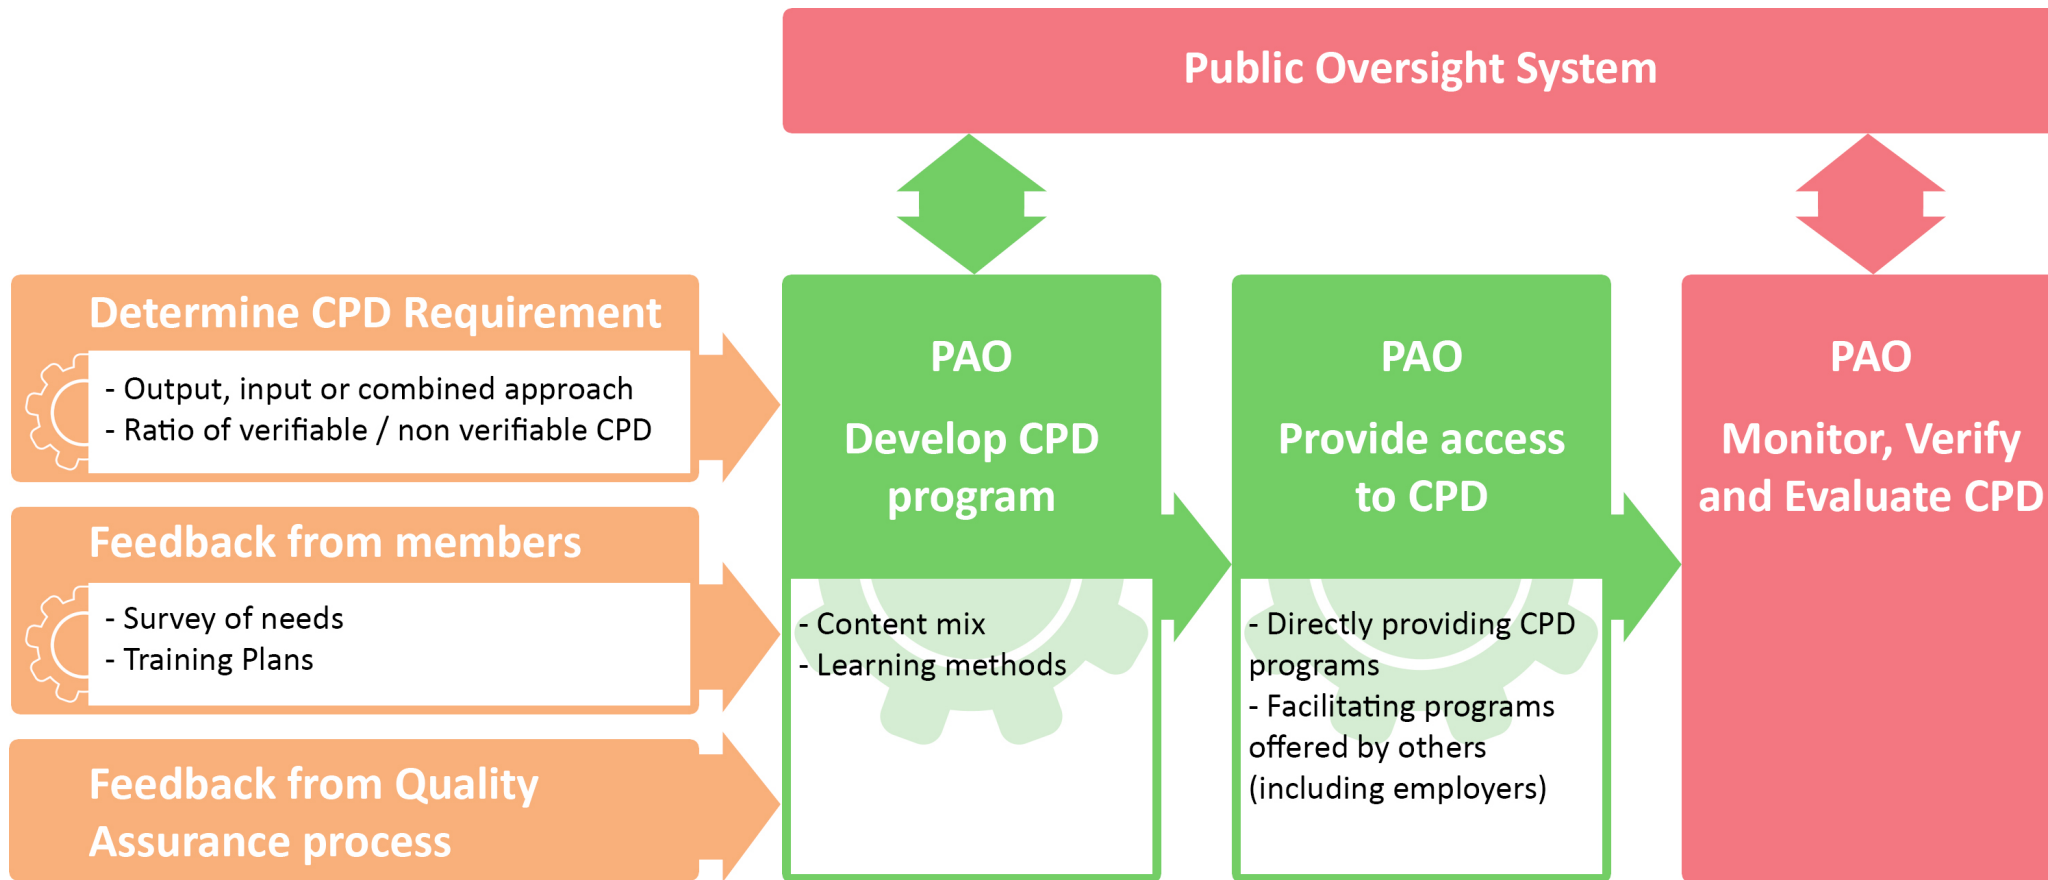 Public Oversight System
Determine CPD Requirement
- Output, input or combined approach
- Ratio of verifiable / non verifiable CPD
Feedback from members
- Survey of needs
- Training Plans
Feedback from Quality
Assurance process
PAO
Develop CPD
program
- Content mix
- Learning methods
PAO
Provide access
to CPD
- Directly providing CPD
programs
- Facilitating programs
offered by others
(including employers)
PAO
Monitor, Verify
and Evaluate CPD